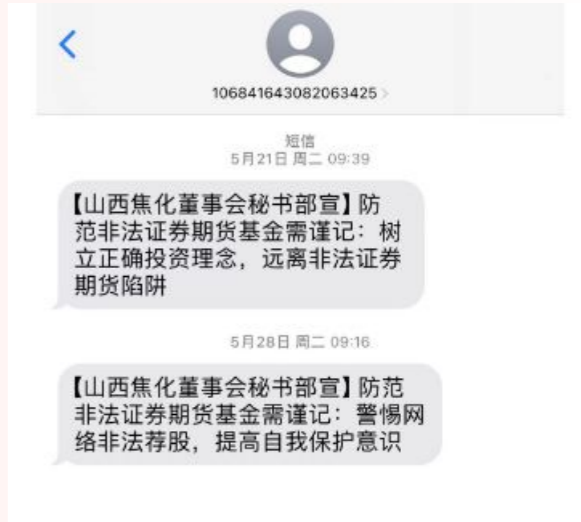 106841643082063425
短信
5月21日 周二 09:39
【山西焦化董事会秘书部宣】防
范非法证券期货基金需谨记：树
立正确投资理念，远离非法证券
期货陷阱
5月28日 周二 09:16
【山西焦化董事会秘书部宣】防范
非法证券期货基金需谨记：警惕网
络非法荐股，提高自我保护意识